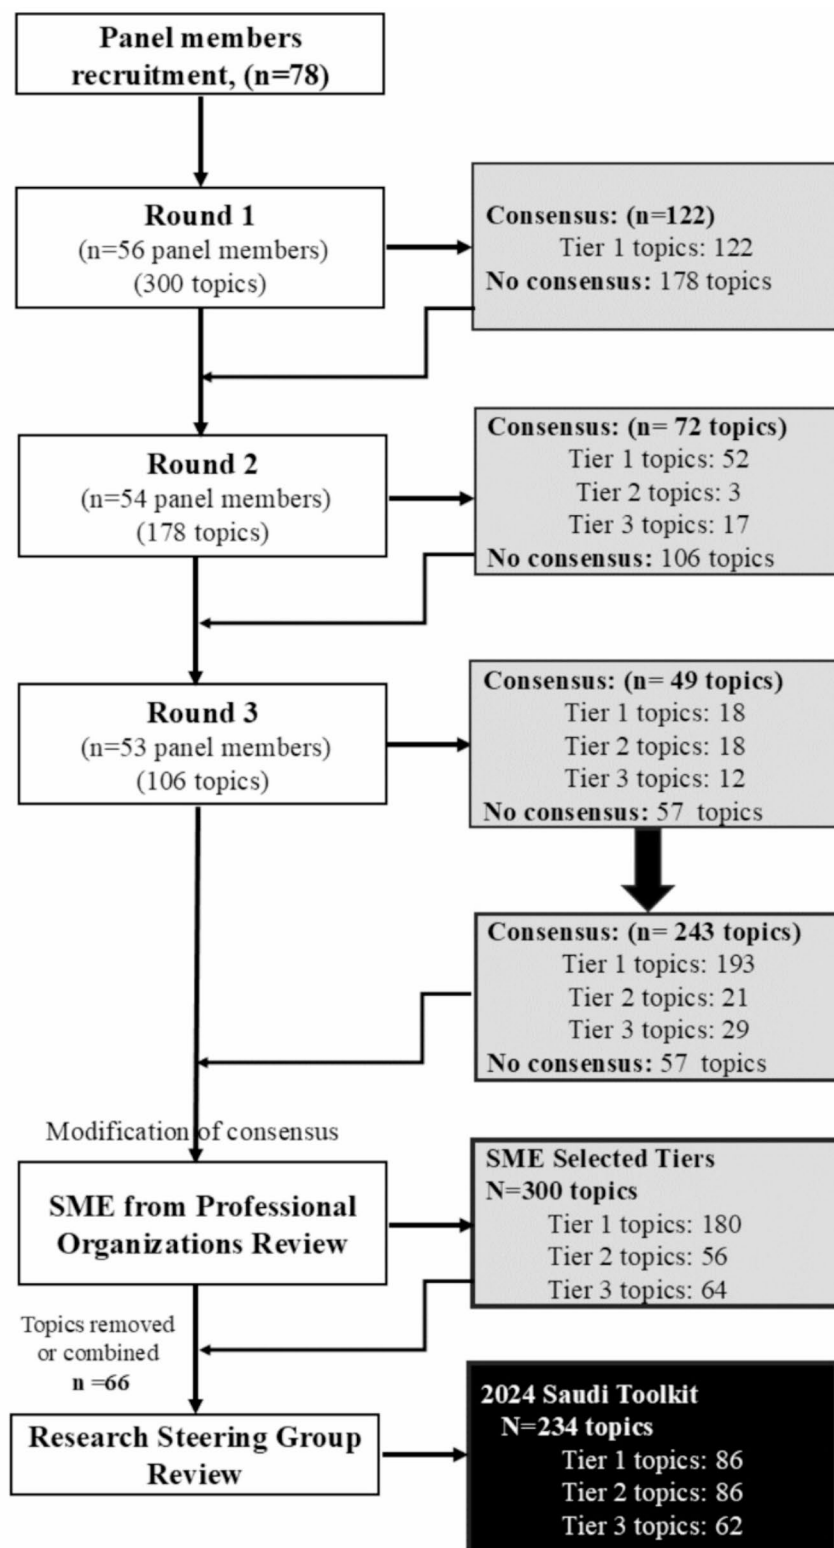 Panel members
recruitment, (n=78)
Round 1
(n=56 panel members)
(300 topics)
Consensus: (n=122)
Tier 1 topics: 122
No consensus: 178 topics
Round 2
(n=54 panel members)
(178 topics)
Consensus: (n= 72 topics)
Tier 1 topics: 52
Tier 2 topics: 3
Tier 3 topics: 17
No consensus: 106 topics
Round 3
(n=53 panel members)
(106 topics)
Consensus: (n= 49 topics)
Tier 1 topics: 18
Tier 2 topics: 18
Tier 3 topics: 12
No consensus: 57 topics
Consensus: (n= 243 topics)
Tier 1 topics: 193
Tier 2 topics: 21
Tier 3 topics: 29
No consensus: 57 topics
Modification of consensus
SME from Professional
Organizations Review
SME Selected Tiers
N=300 topics
Tier 1 topics: 180
Tier 2 topics: 56
Tier 3 topics: 64
Topics removed
or combined
n =66
Research Steering Group
Review
2024 Saudi Toolkit
N=234 topics
Tier 1 topics: 86
Tier 2 topics: 86
Tier 3 topics: 62